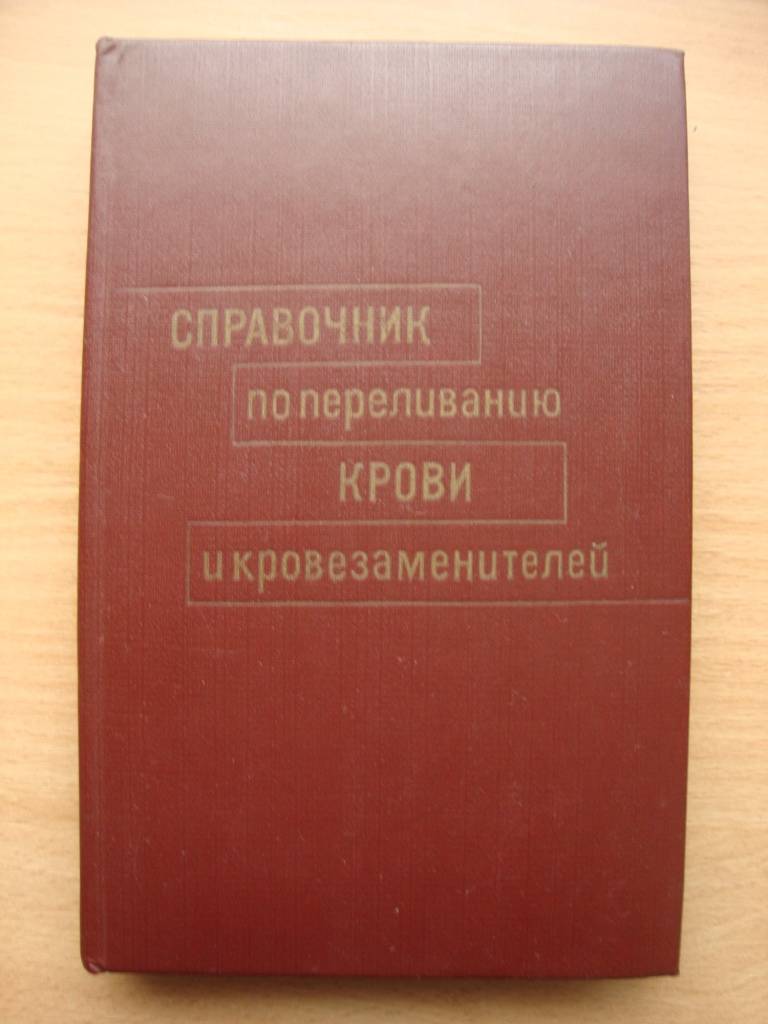 СПРАВОЧНИК
по переливанию
КРОВИ
и кровезаменителей